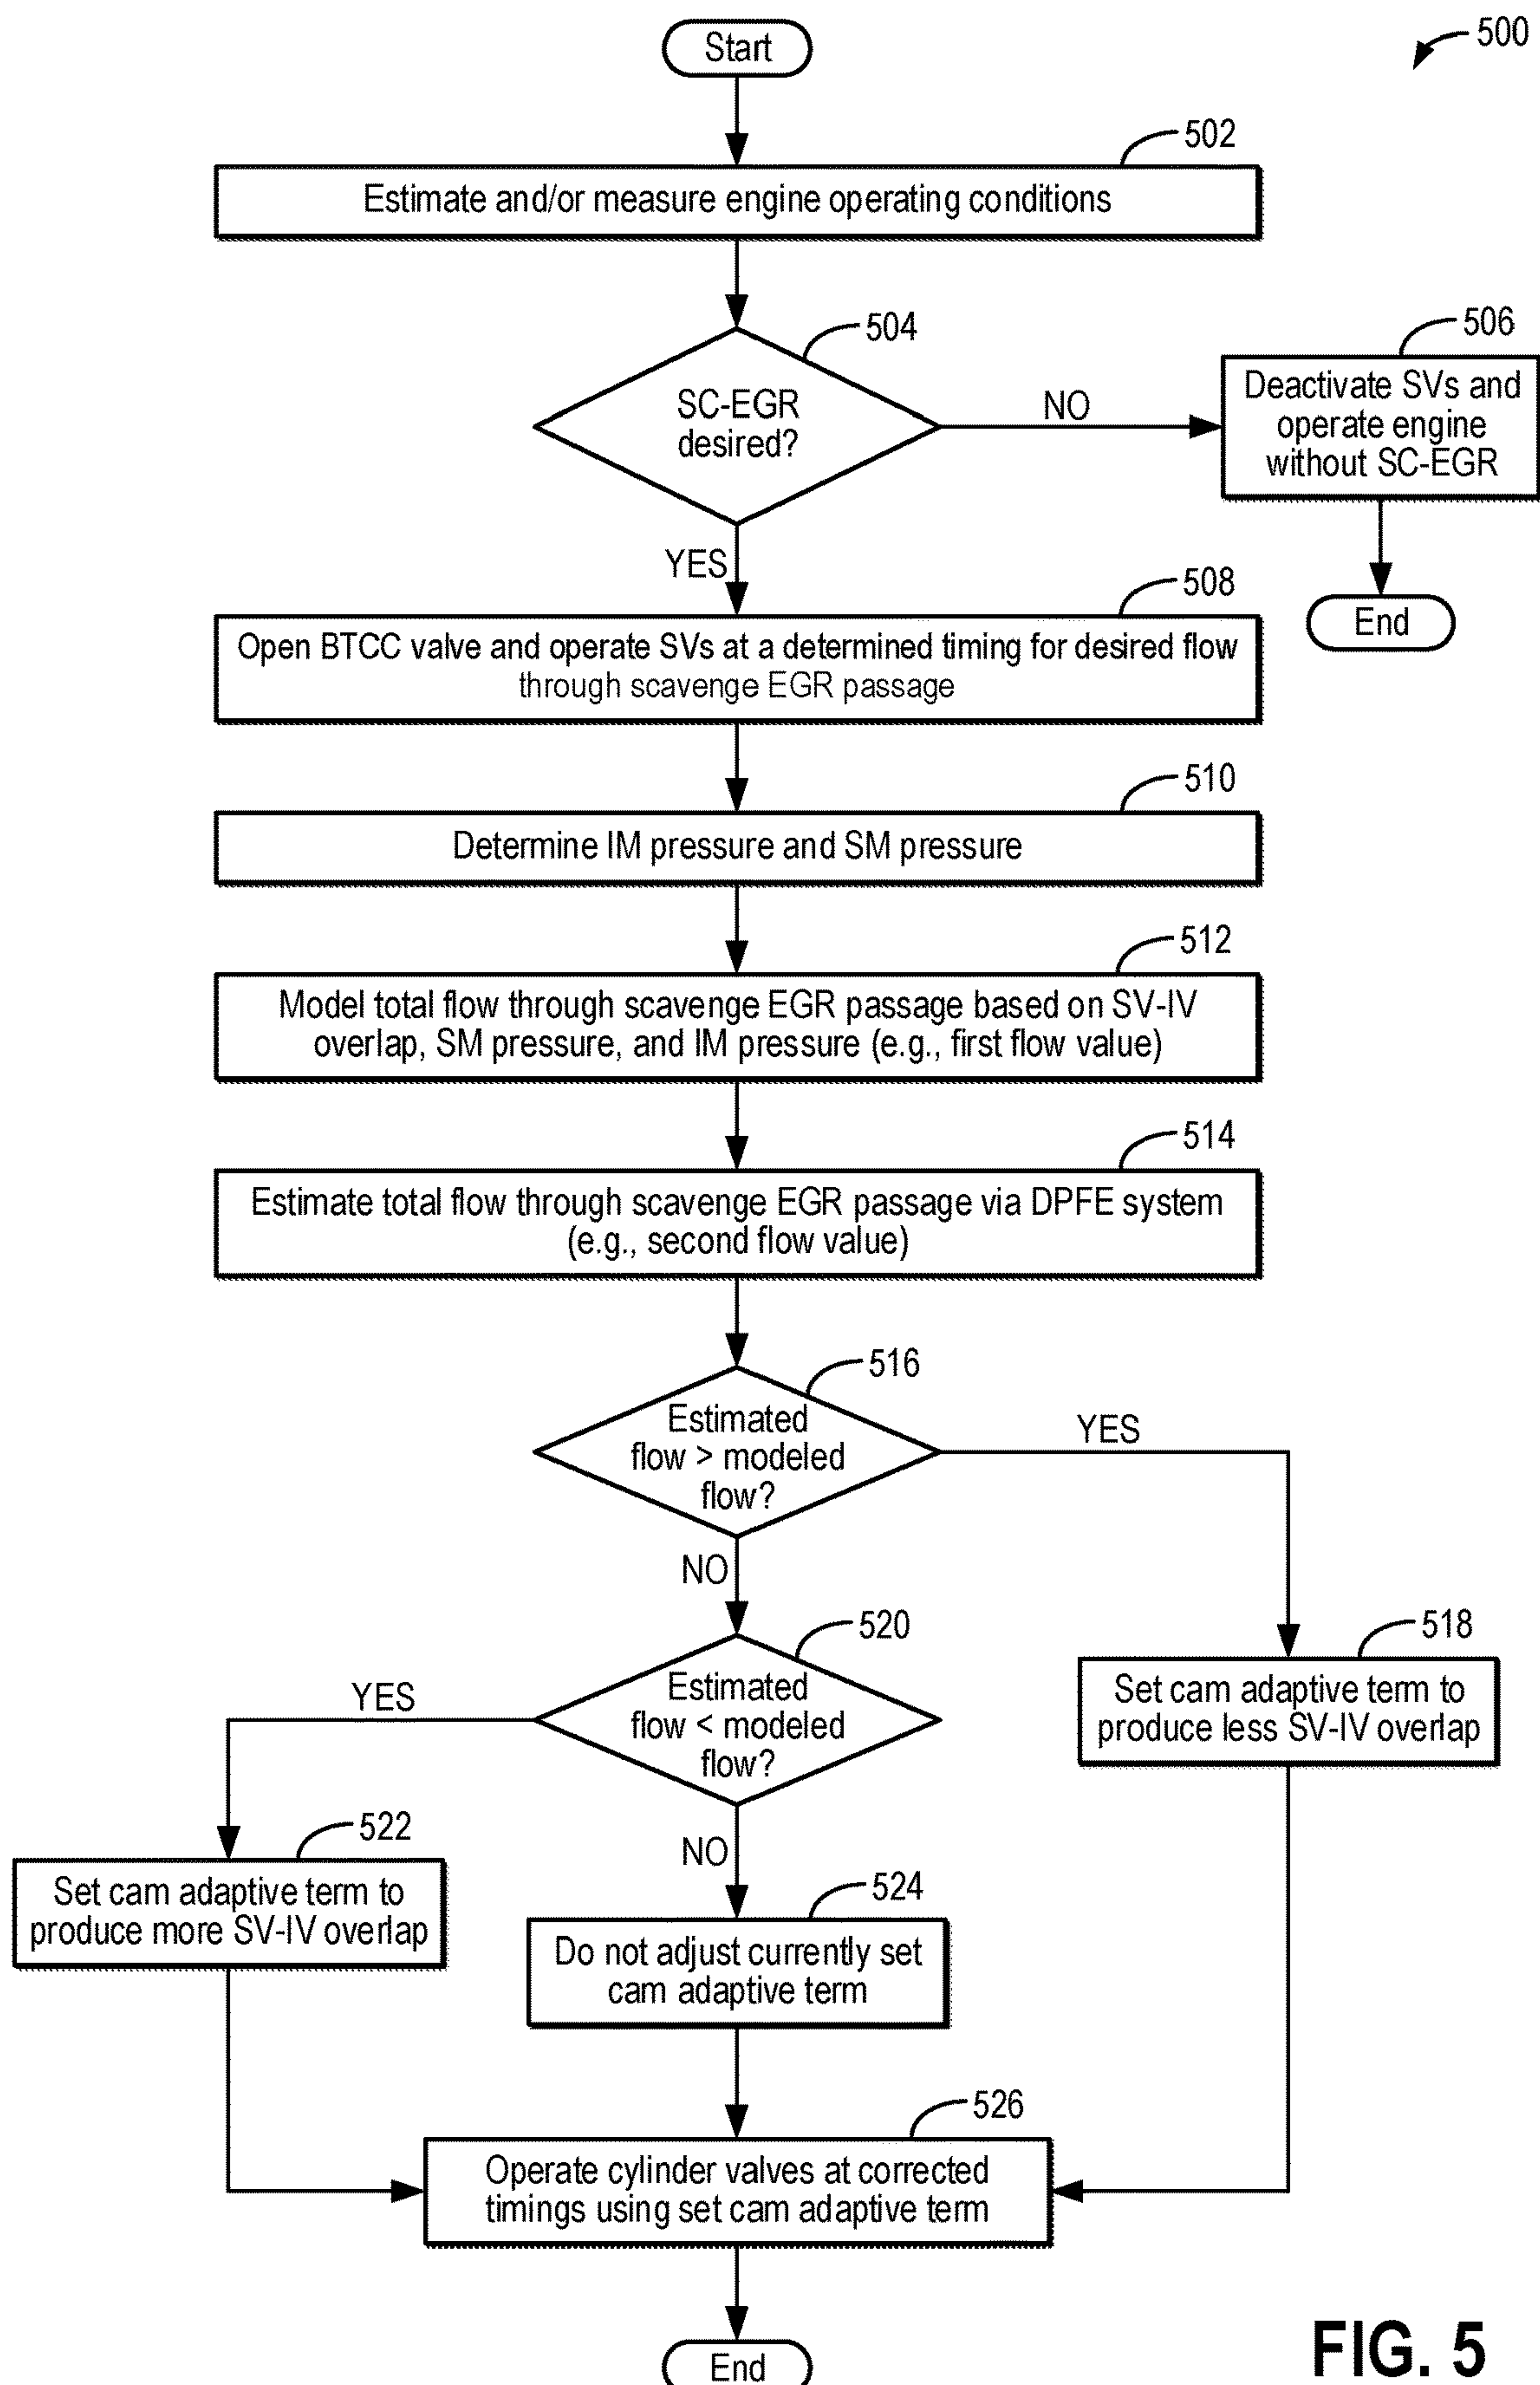 Start
500
502
Estimate and/or measure engine operating conditions
504
SC-EGR
desired?
NO
506
Deactivate SVs and
operate engine
without SC-EGR
End
YES
508
Open BTCC valve and operate SVs at a determined timing for desired flow
through scavenge EGR passage
510
Determine IM pressure and SM pressure
512
Model total flow through scavenge EGR passage based on SV-IV
overlap, SM pressure, and IM pressure (e.g., first flow value)
514
Estimate total flow through scavenge EGR passage via DPFE system
(e.g., second flow value)
516
Estimated
flow > modeled
flow?
YES
NO
518
Set cam adaptive term to
produce less SV-IV overlap
520
Estimated
flow < modeled
flow?
YES
NO
522
Set cam adaptive term to
produce more SV-IV overlap
524
Do not adjust currently set
cam adaptive term
526
Operate cylinder valves at corrected
timings using set cam adaptive term
End
FIG. 5